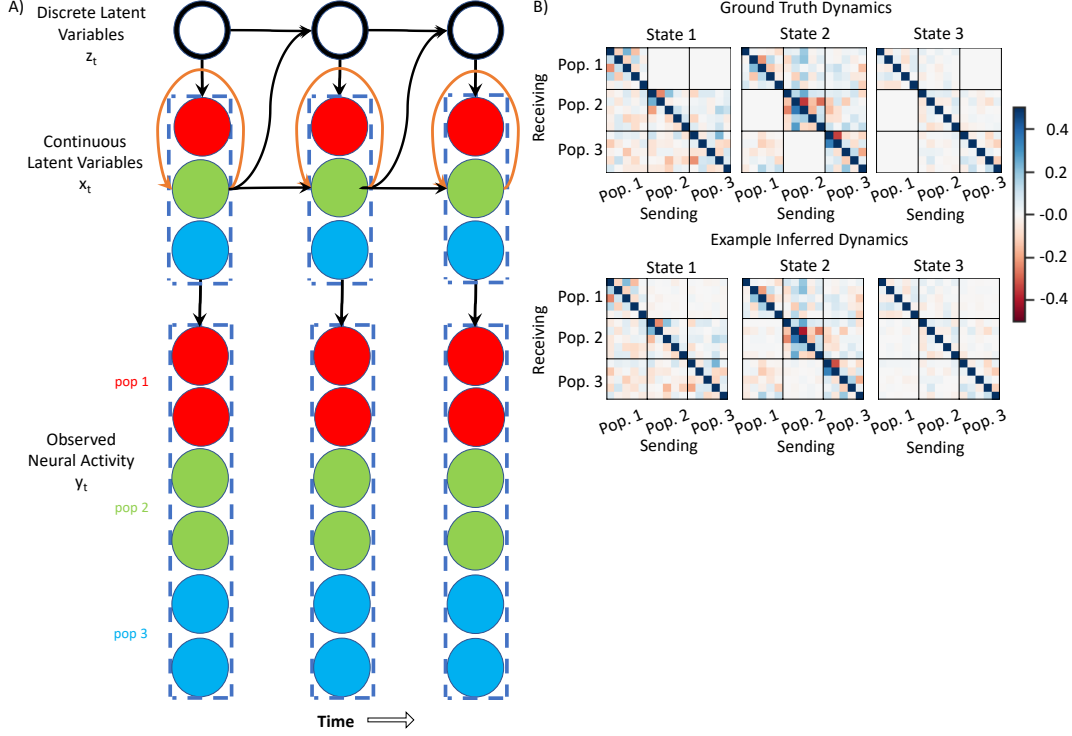 A)
Discrete Latent
Variables
zt
Continuous
Latent Variables
xt
pop 1
Observed
Neural Activity
yt
pop 2
pop 3
Time
B)
Ground Truth Dynamics
State 1
State 2
State 3
Receiving
Pop. 1
Pop. 2
Pop. 3
Pop. 1
Pop. 2
Pop. 3
Pop. 1
Pop. 2
Pop. 3
Pop. 1
Pop. 2
Pop. 3
Sending
Sending
Sending
Example Inferred Dynamics
State 1
State 2
State 3
Receiving
Pop. 1
Pop. 2
Pop. 3
Pop. 1
Pop. 2
Pop. 3
Pop. 1
Pop. 2
Pop. 3
Pop. 1
Pop. 2
Pop. 3
Sending
Sending
Sending
0.4
0.2
-0.0
-0.2
-0.4